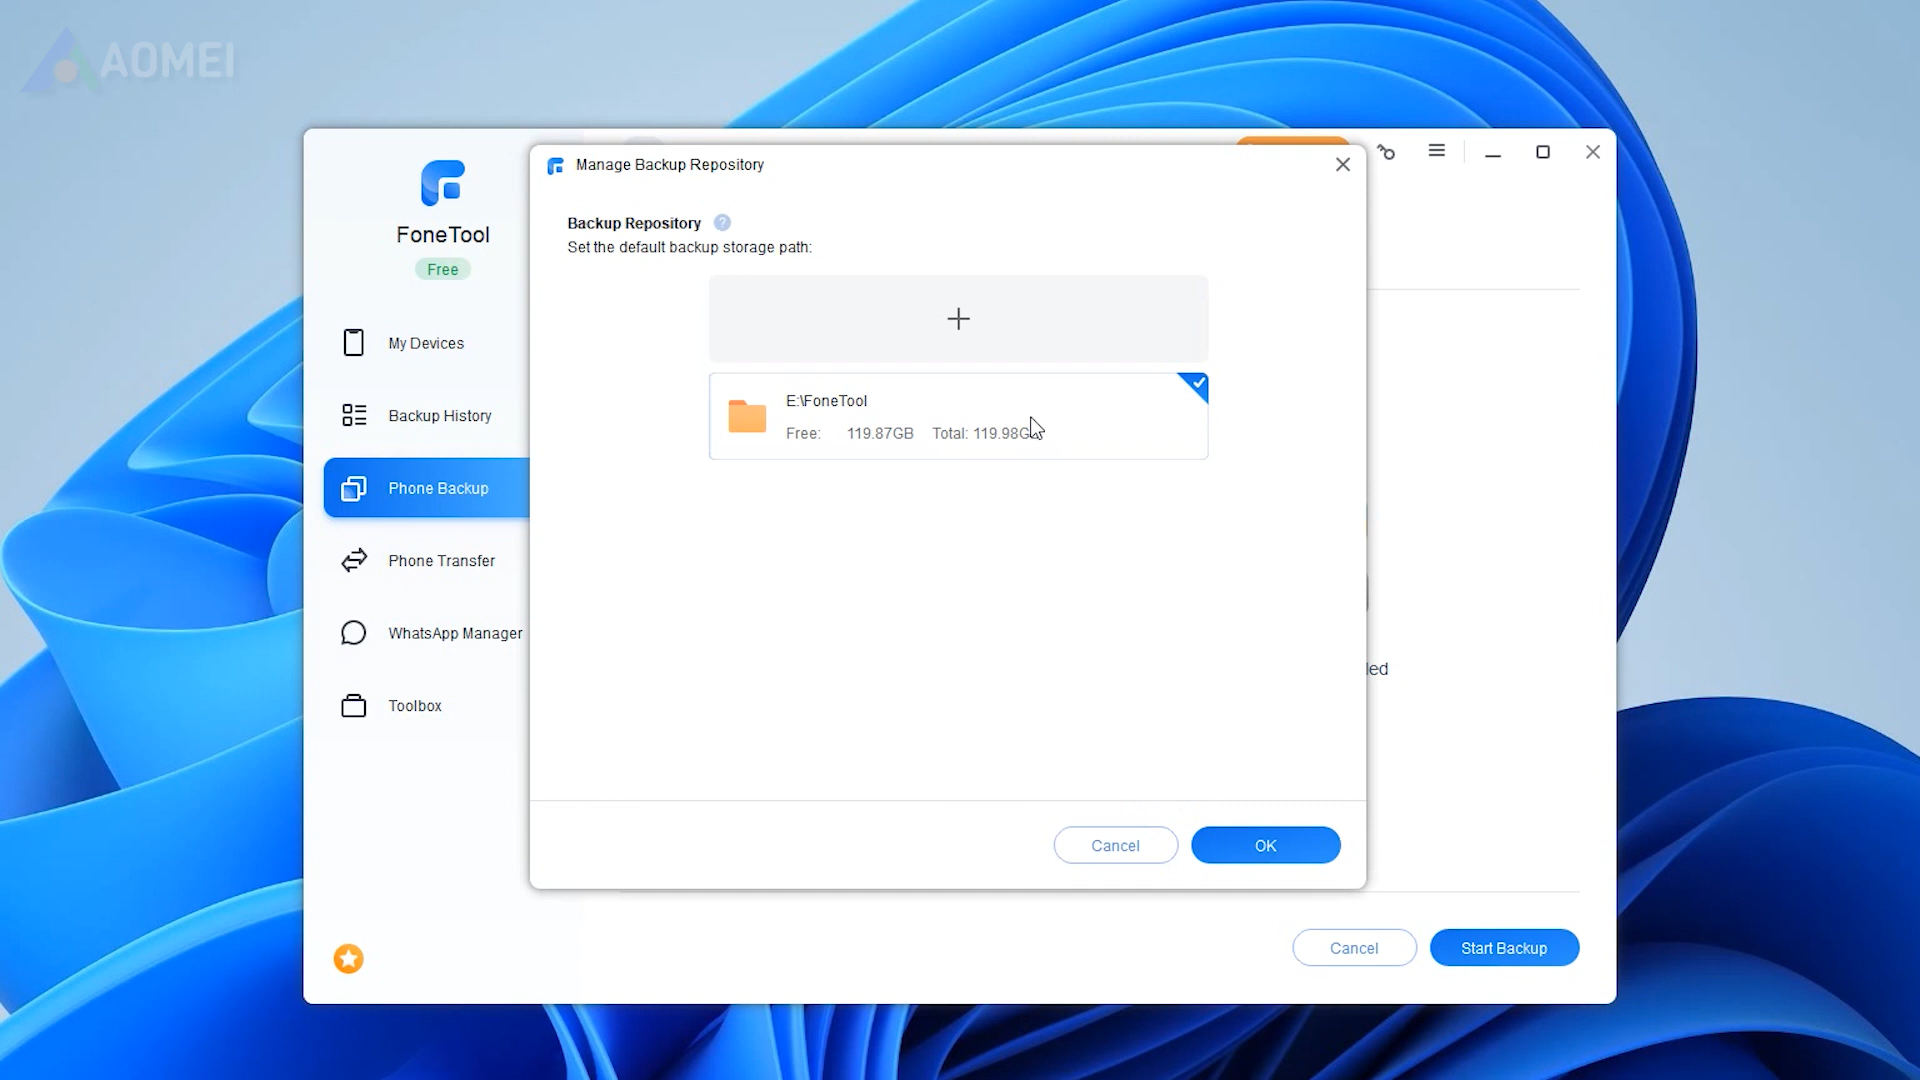 AOMEI
Manage Backup Repository
FoneTool
Free
Backup Repository ?
Set the default backup storage path:
My Devices
Backup History
E:\FoneTool
Free: 119.87GB Total: 119.98G
Phone Backup
Phone Transfer
WhatsApp Manager
led
Toolbox
Cancel OK
Cancel Start Backup